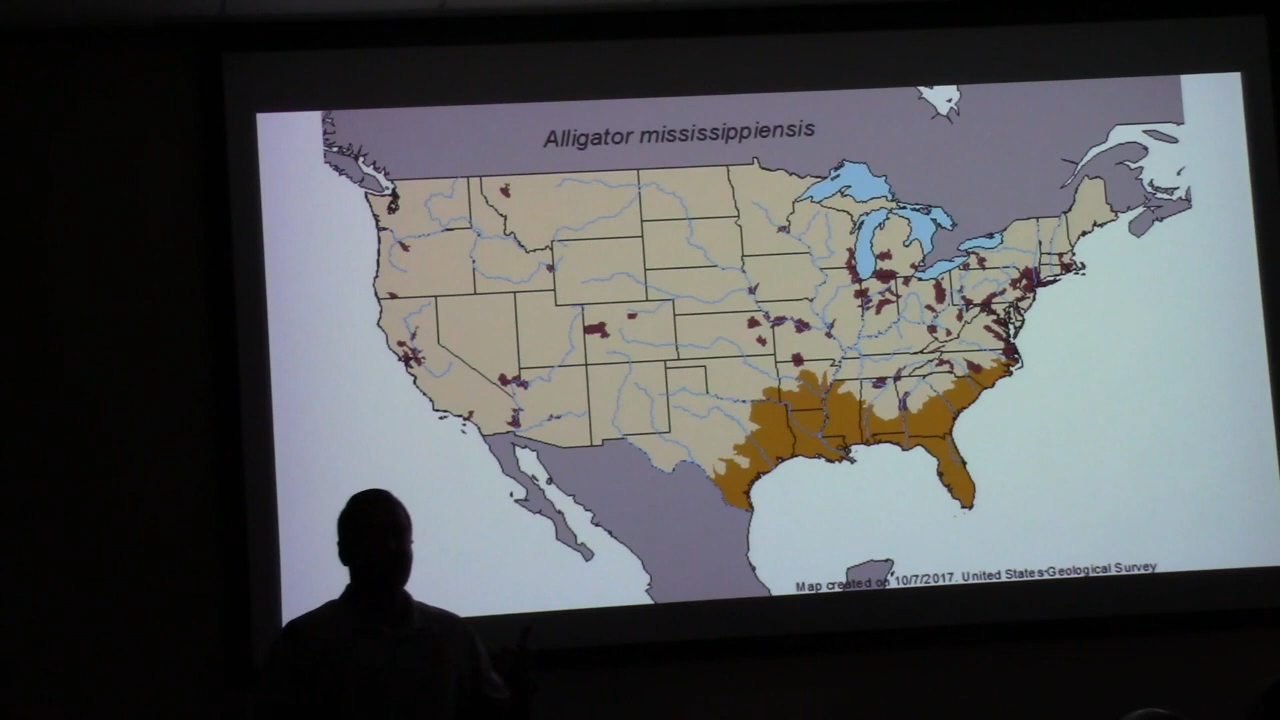 Alligator mississippiensis
Map created on 10/7/2017. United States Geological Survey